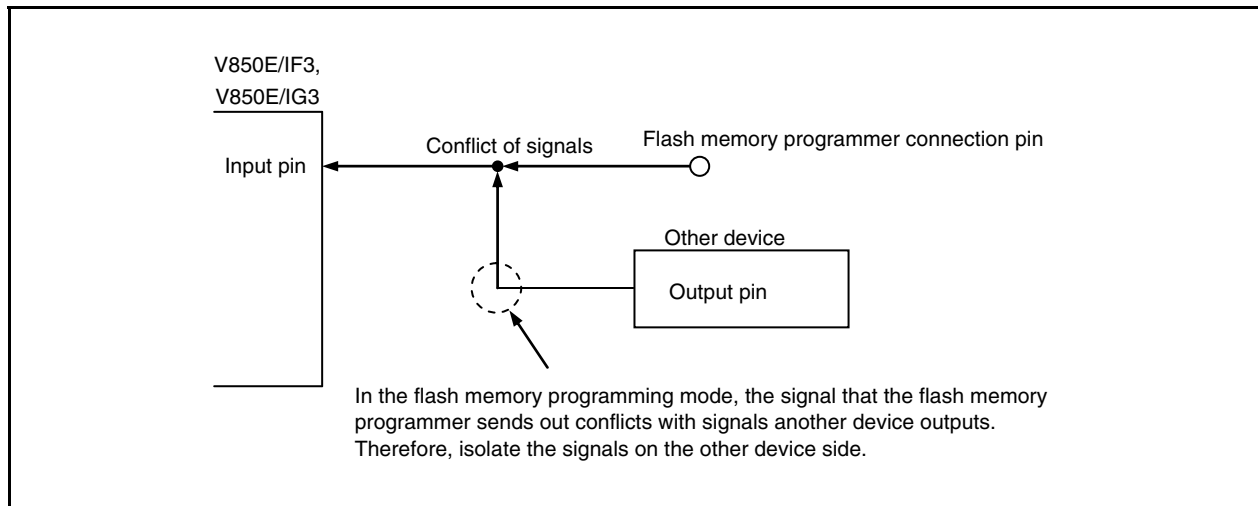 V850E/IF3,
V850E/IG3
Conflict of signals
Flash memory programmer connection pin
Input pin
Other device
Output pin
In the flash memory programming mode, the signal that the flash memory
programmer sends out conflicts with signals another device outputs.
Therefore, isolate the signals on the other device side.